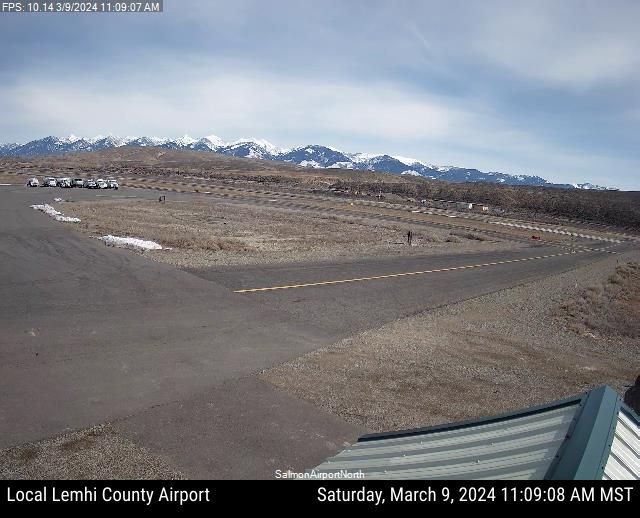 FPS: 10.14 3/9/2024 11:09:07 AM
SalmonAirportNorth
Local Lemhi County Airport Saturday, March 9, 2024 11:09:08 AM MST